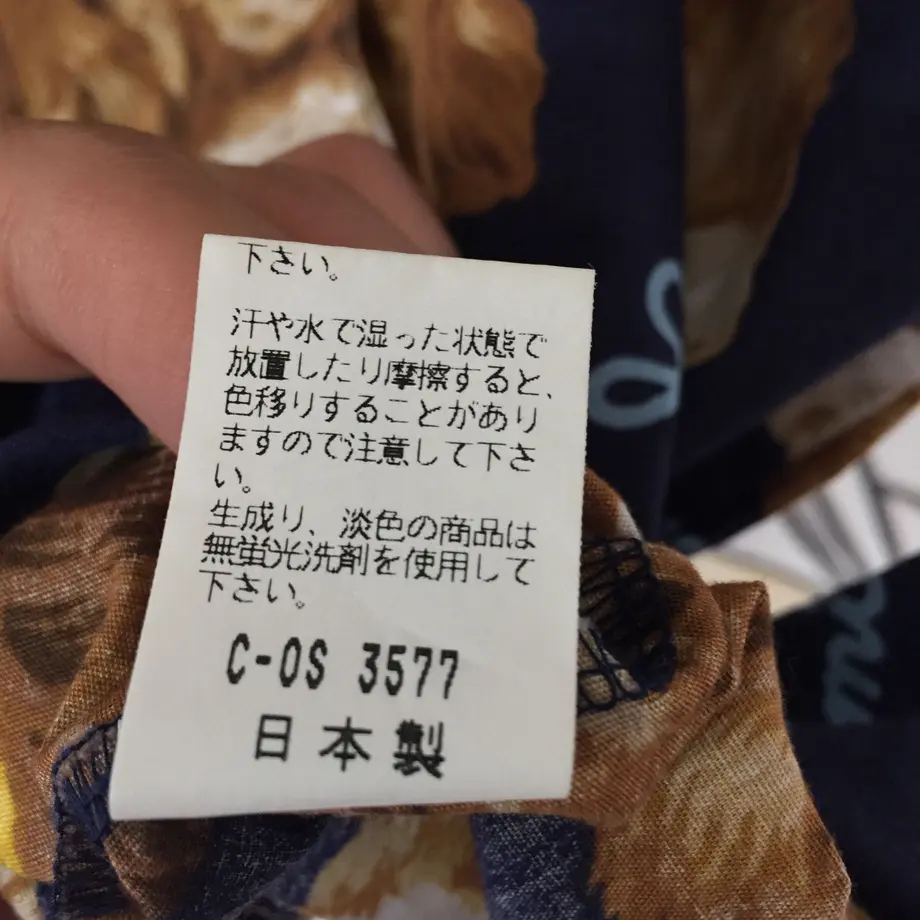 下さい。
汗や水で湿った状態で
放置したり摩擦すると、
色移りすることがあり
ますので注意して下さ
い。
生成り、淡色の商品は
無蛍光洗剤を使用して
下さい。
C-OS 3577
日本製